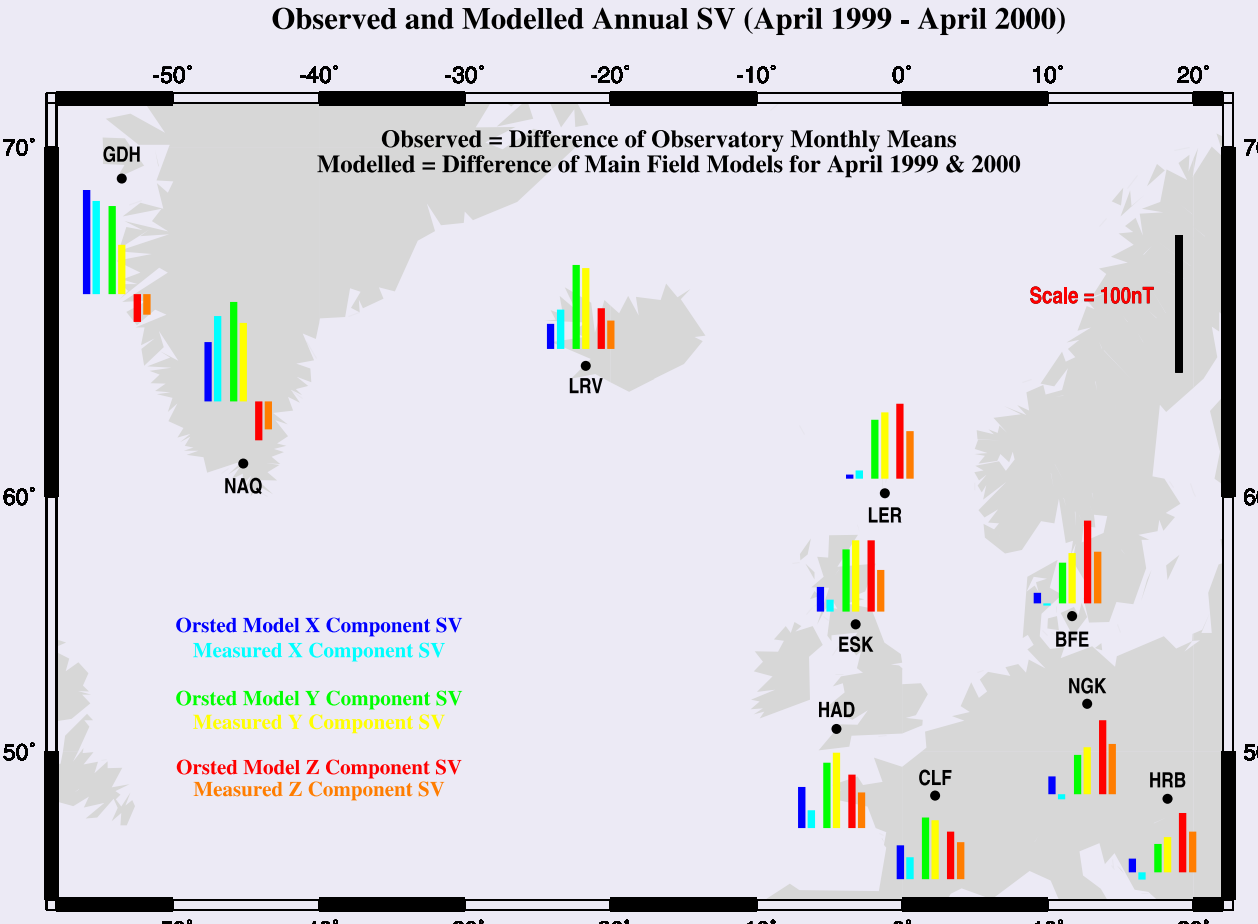 Observed and Modelled Annual SV (April 1999 - April 2000)
-50° -40° -30° -20° -10° 0° 10° 20°
Observed = Difference of Observatory Monthly Means
Modelled = Difference of Main Field Models for April 1999 & 2000
70°
GDH
Scale = 100nT
LRV
NAQ
60°
LER
ESK
BFE
Orsted Model X Component SV
Measured X Component SV
Orsted Model Y Component SV
Measured Y Component SV
NGK
HAD
50°
Orsted Model Z Component SV
Measured Z Component SV
CLF
HRB